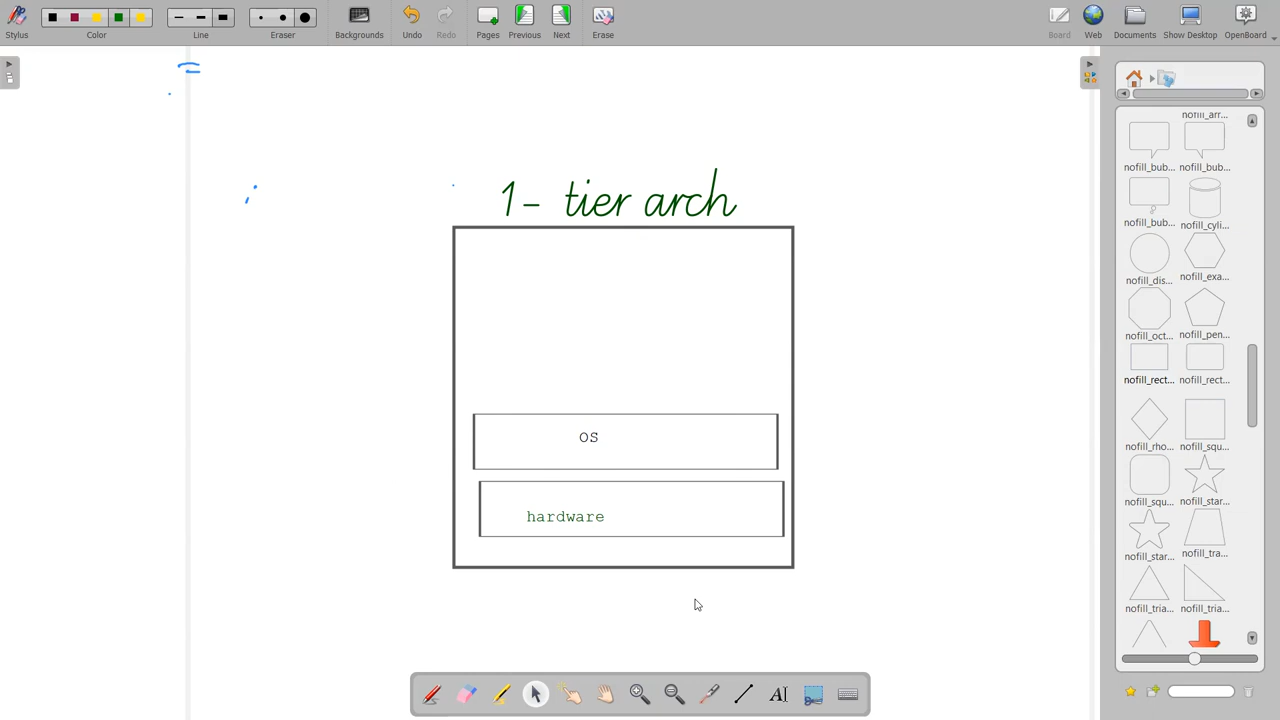 Stylus
Color
Line
Eraser
Backgrounds
Undo
Redo
Pages
Previous
Next
Erase
Board
Web
Documents
Show Desktop
OpenBoard
1- tier arch
OS
hardware
nofill_arr...
nofill_bub... nofill_bub...
nofill_bub... nofill_cyli...
nofill_dis... nofill_exa...
nofill_oct... nofill_pen...
nofill_rect... nofill_rect...
nofill_rho... nofill_squ...
nofill_squ... nofill_star...
nofill_star... nofill_tra...
nofill_tria... nofill_tria...